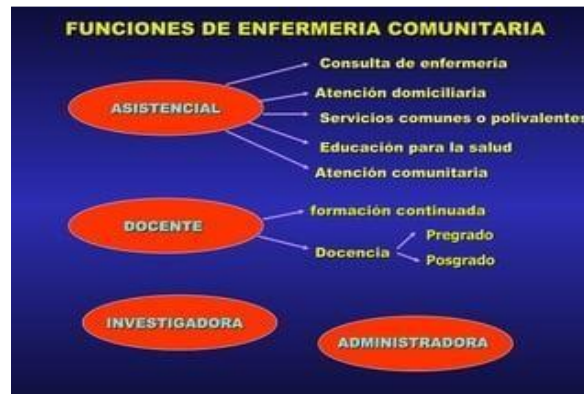 FUNCIONES DE ENFERMERIA COMUNITARIA
ASISTENCIAL
Consulta de enfermería
Atención domiciliaria
Servicios comunes o polivalentes
Educación para la salud
Atención comunitaria
DOCENTE
formación continuada
Docencia
Pregrado
Posgrado
INVESTIGADORA
ADMINISTRADORA